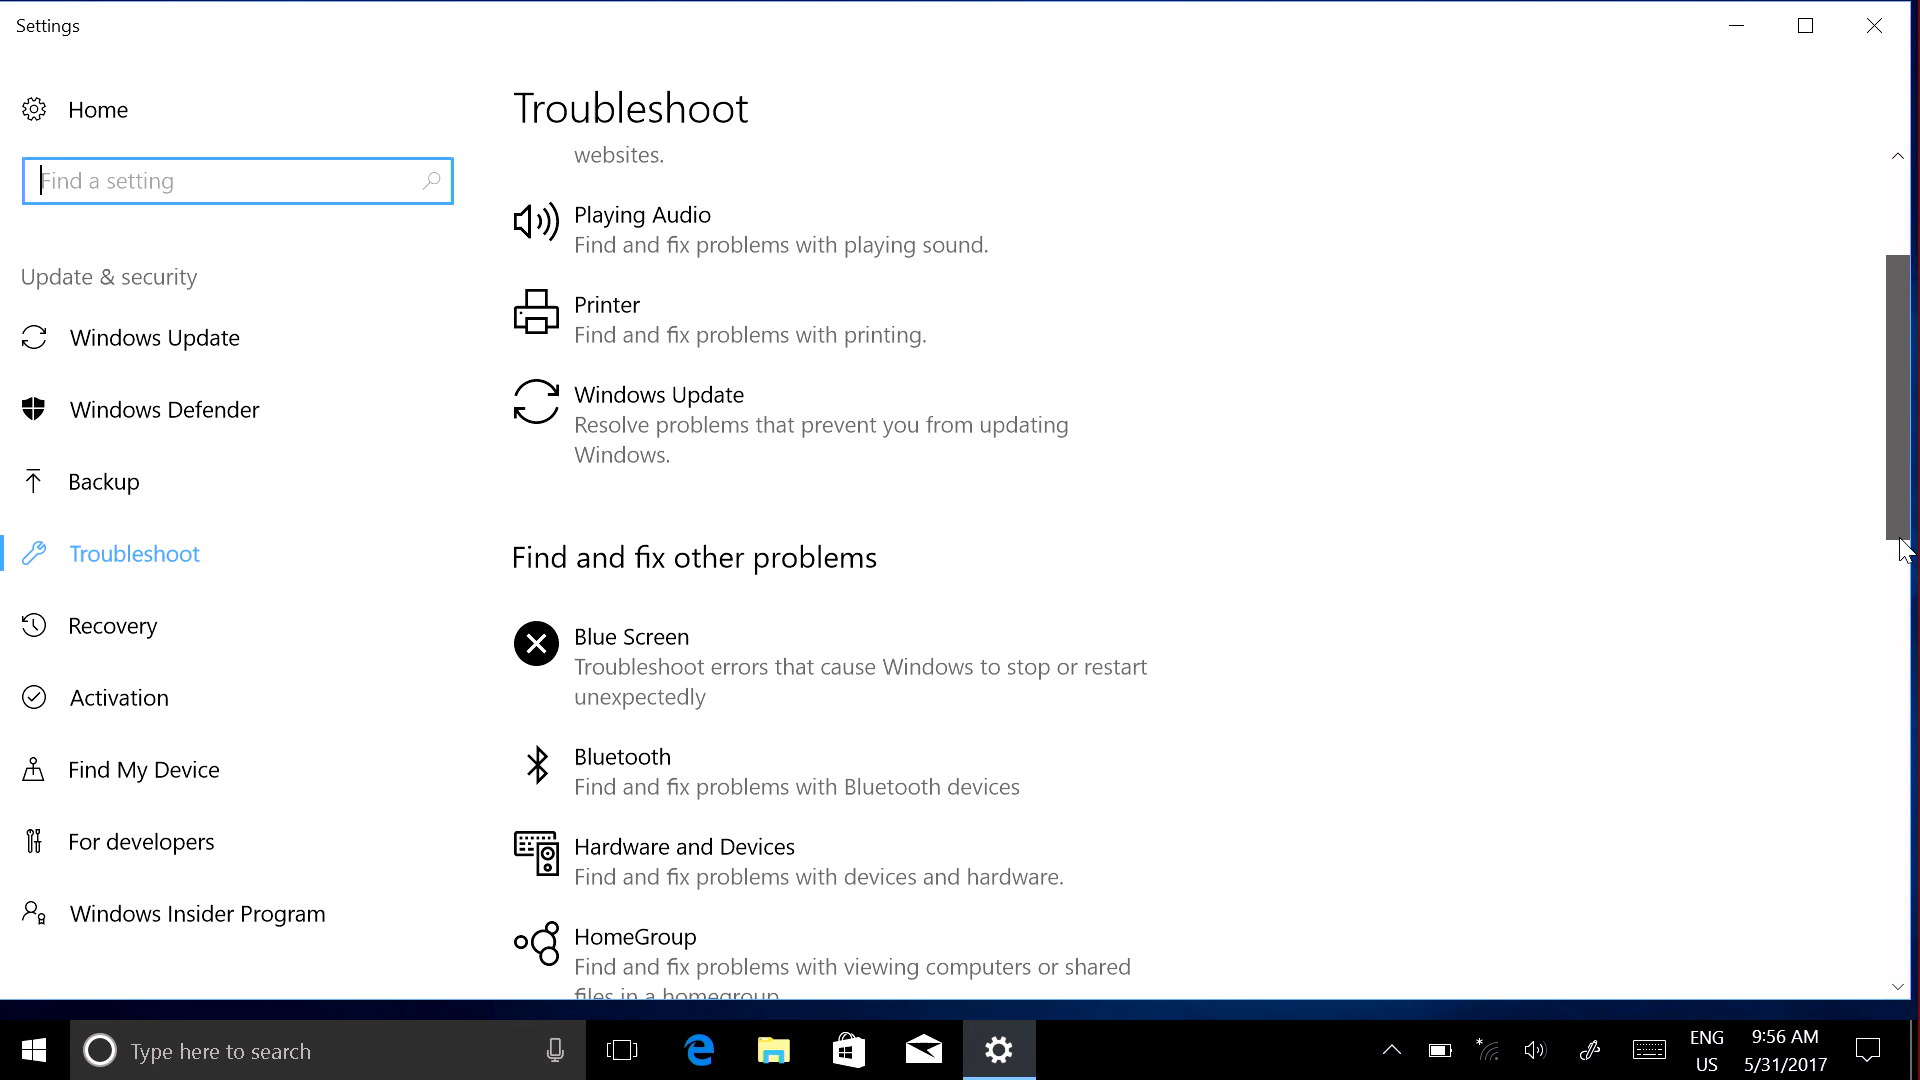 Settings
Home
Find a setting
Update & security
Windows Update
Windows Defender
Backup
Troubleshoot
Recovery
Activation
Find My Device
For developers
Windows Insider Program
Troubleshoot
websites.
Playing Audio
Find and fix problems with playing sound.
Printer
Find and fix problems with printing.
Windows Update
Resolve problems that prevent you from updating
Windows.
Find and fix other problems
Blue Screen
Troubleshoot errors that cause Windows to stop or restart
unexpectedly
Bluetooth
Find and fix problems with Bluetooth devices
Hardware and Devices
Find and fix problems with devices and hardware.
HomeGroup
Find and fix problems with viewing computers or shared
files in a homegroup
Type here to search
ENG
US
9:56 AM
5/31/2017